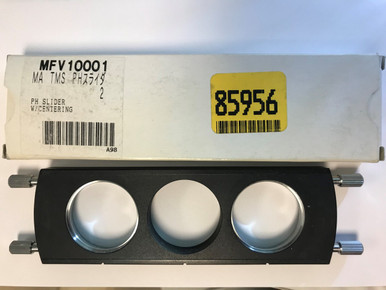 MFV10001
MA TMS PHスライダ
2
PH SLIDER
W/CENTERING
A98
85956